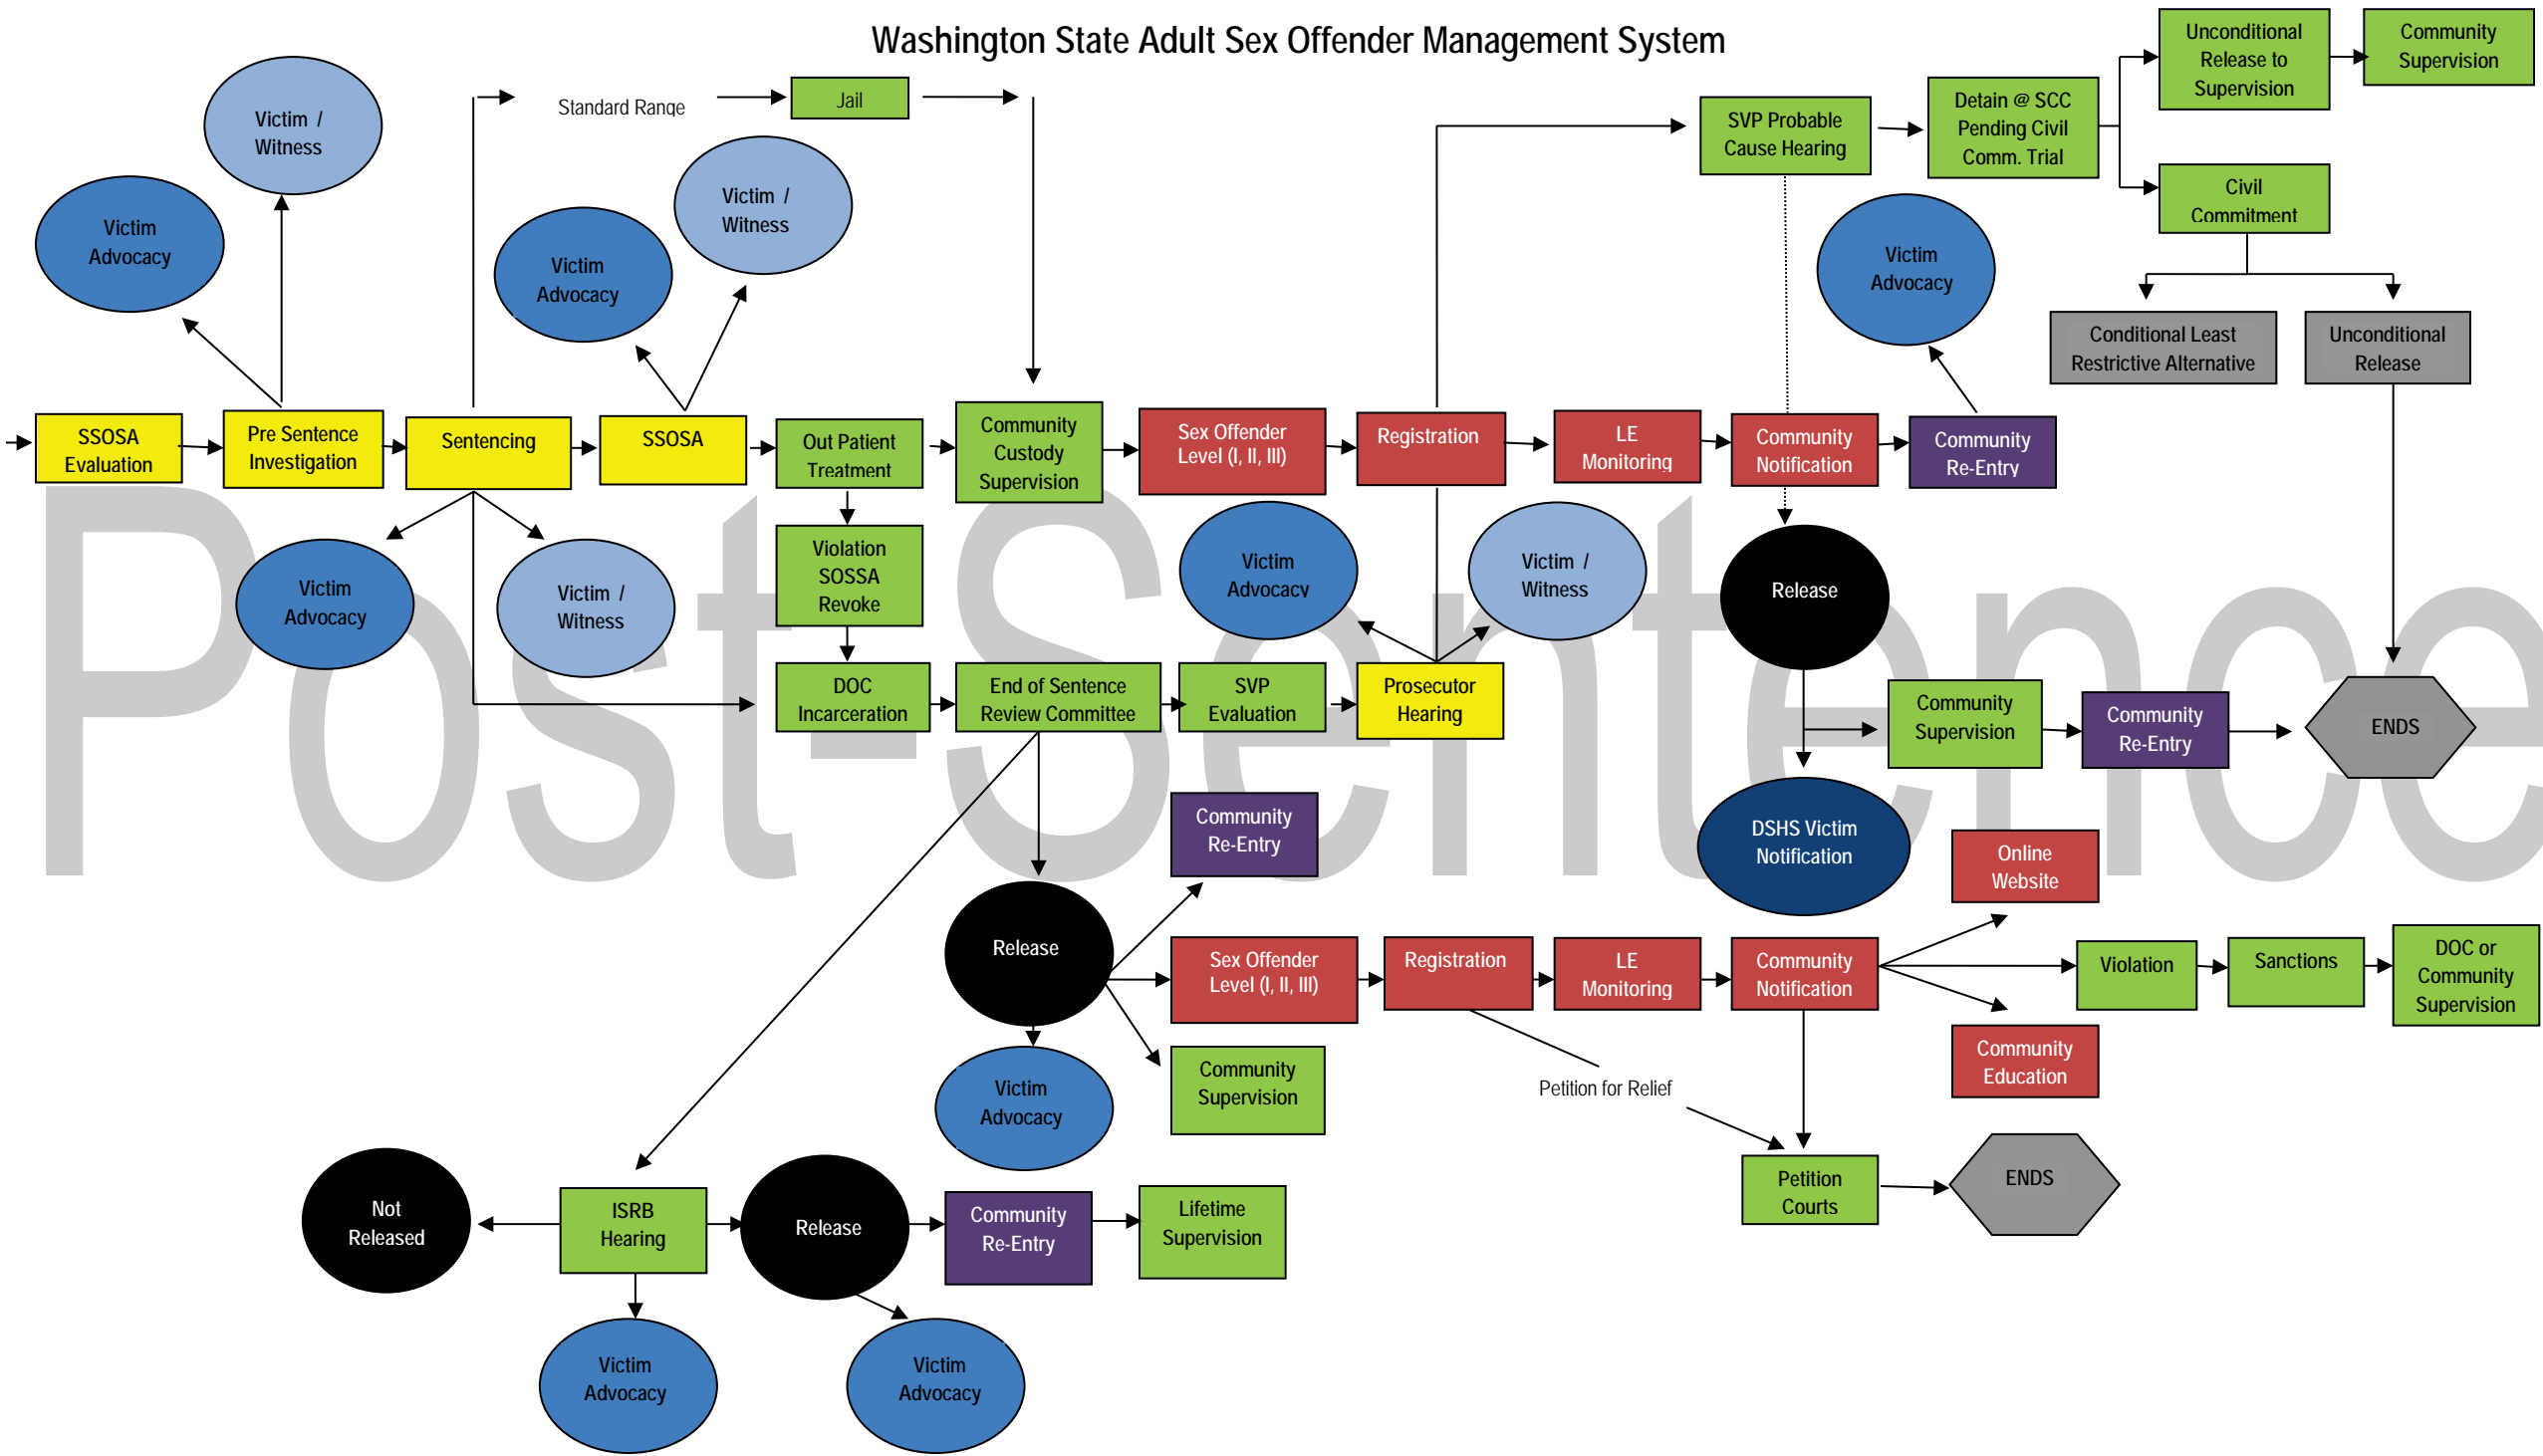 Washington State Adult Sex Offender Management System
Unconditional
Release to
Supervision
Community
Supervision
Victim /
Witness
Standard Range
Jail
SVP Probable
Cause Hearing
Detain @ SCC
Pending Civil
Comm. Trial
Victim
Advocacy
Victim /
Witness
Victim
Advocacy
Civil
Commitment
Victim
Advocacy
Conditional Least
Restrictive Alternative
Unconditional
Release
SSOSA
Evaluation
Pre Sentence
Investigation
Sentencing
SSOSA
Out Patient
Treatment
Community
Custody
Supervision
Sex Offender
Level (I, II, III)
Registration
LE
Monitoring
Community
Notification
Community
Re-Entry
Post-Sentence
Victim
Advocacy
Victim /
Witness
Violation
SOSSA
Revoke
Victim
Advocacy
Victim /
Witness
Release
DOC
Incarceration
End of Sentence
Review Committee
SVP
Evaluation
Prosecutor
Hearing
Community
Supervision
Community
Re-Entry
ENDS
Community
Re-Entry
DSHS Victim
Notification
Online
Website
Release
Sex Offender
Level (I, II, III)
Registration
LE
Monitoring
Community
Notification
Violation
Sanctions
DOC or
Community
Supervision
Victim
Advocacy
Community
Supervision
Petition for Relief
Community
Education
Not
Released
ISRB
Hearing
Release
Community
Re-Entry
Lifetime
Supervision
Petition
Courts
ENDS
Victim
Advocacy
Victim
Advocacy